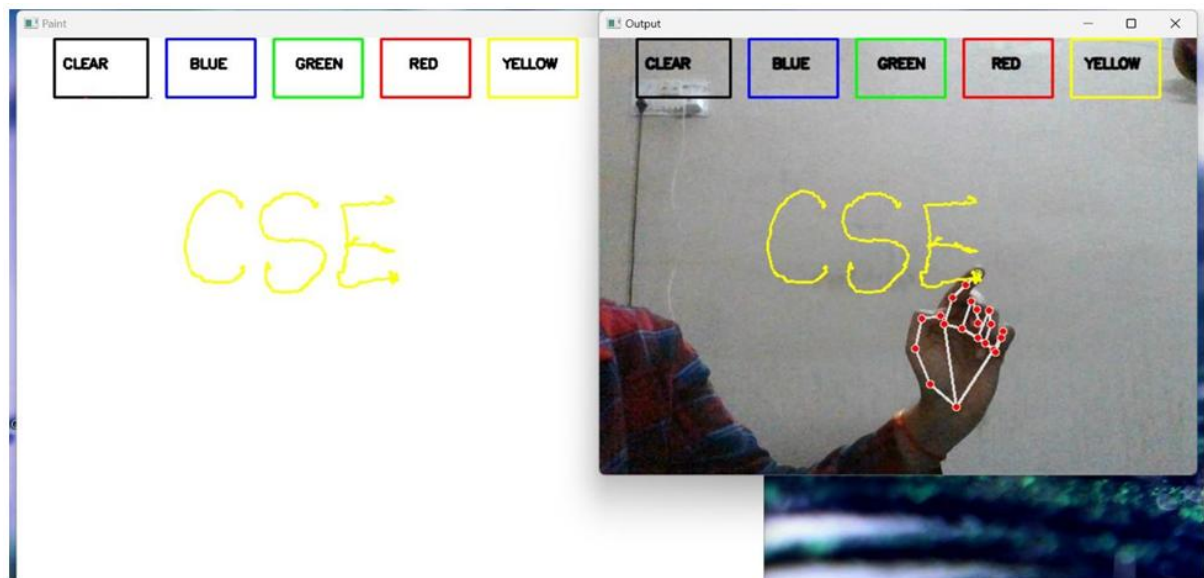 Paint
CLEAR BLUE GREEN RED YELLOW
CSE
Output
CLEAR BLUE GREEN RED YELLOW
CSE